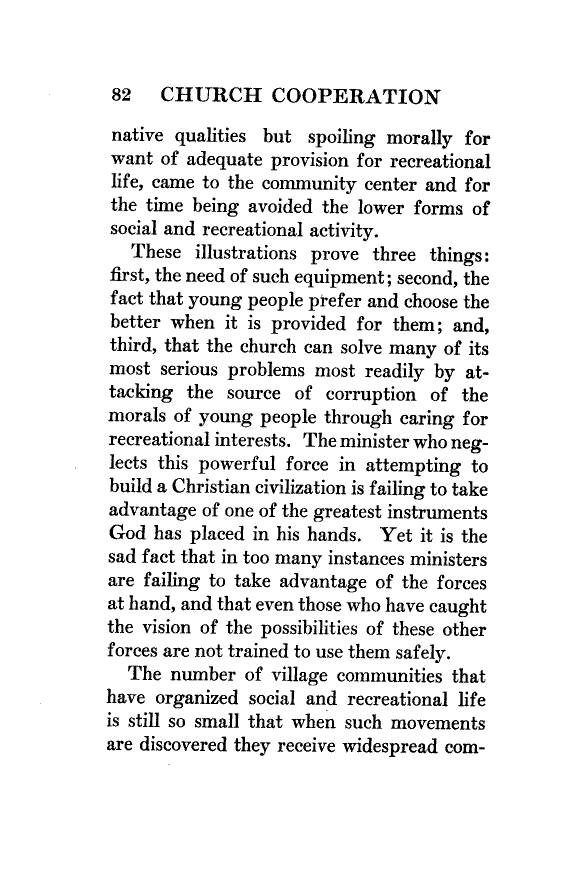 82 CHURCH COOPERATION
native qualities but spoiling morally for
want of adequate provision for recreational
life, came to the community center and for
the time being avoided the lower forms of
social and recreational activity.
These illustrations prove three things:
first, the need of such equipment; second, the
fact that young people prefer and choose the
better when it is provided for them; and,
third, that the church can solve many of its
most serious problems most readily by at-
tacking the source of corruption of the
morals of young people through caring for
recreational interests. The minister who neg-
lects this powerful force in attempting to
build a Christian civilization is failing to take
advantage of one of the greatest instruments
God has placed in his hands. Yet it is the
sad fact that in too many instances ministers
are failing to take advantage of the forces
at hand, and that even those who have caught
the vision of the possibilities of these other
forces are not trained to use them safely.
The number of village communities that
have organized social and recreational life
is still so small that when such movements
are discovered they receive widespread com-